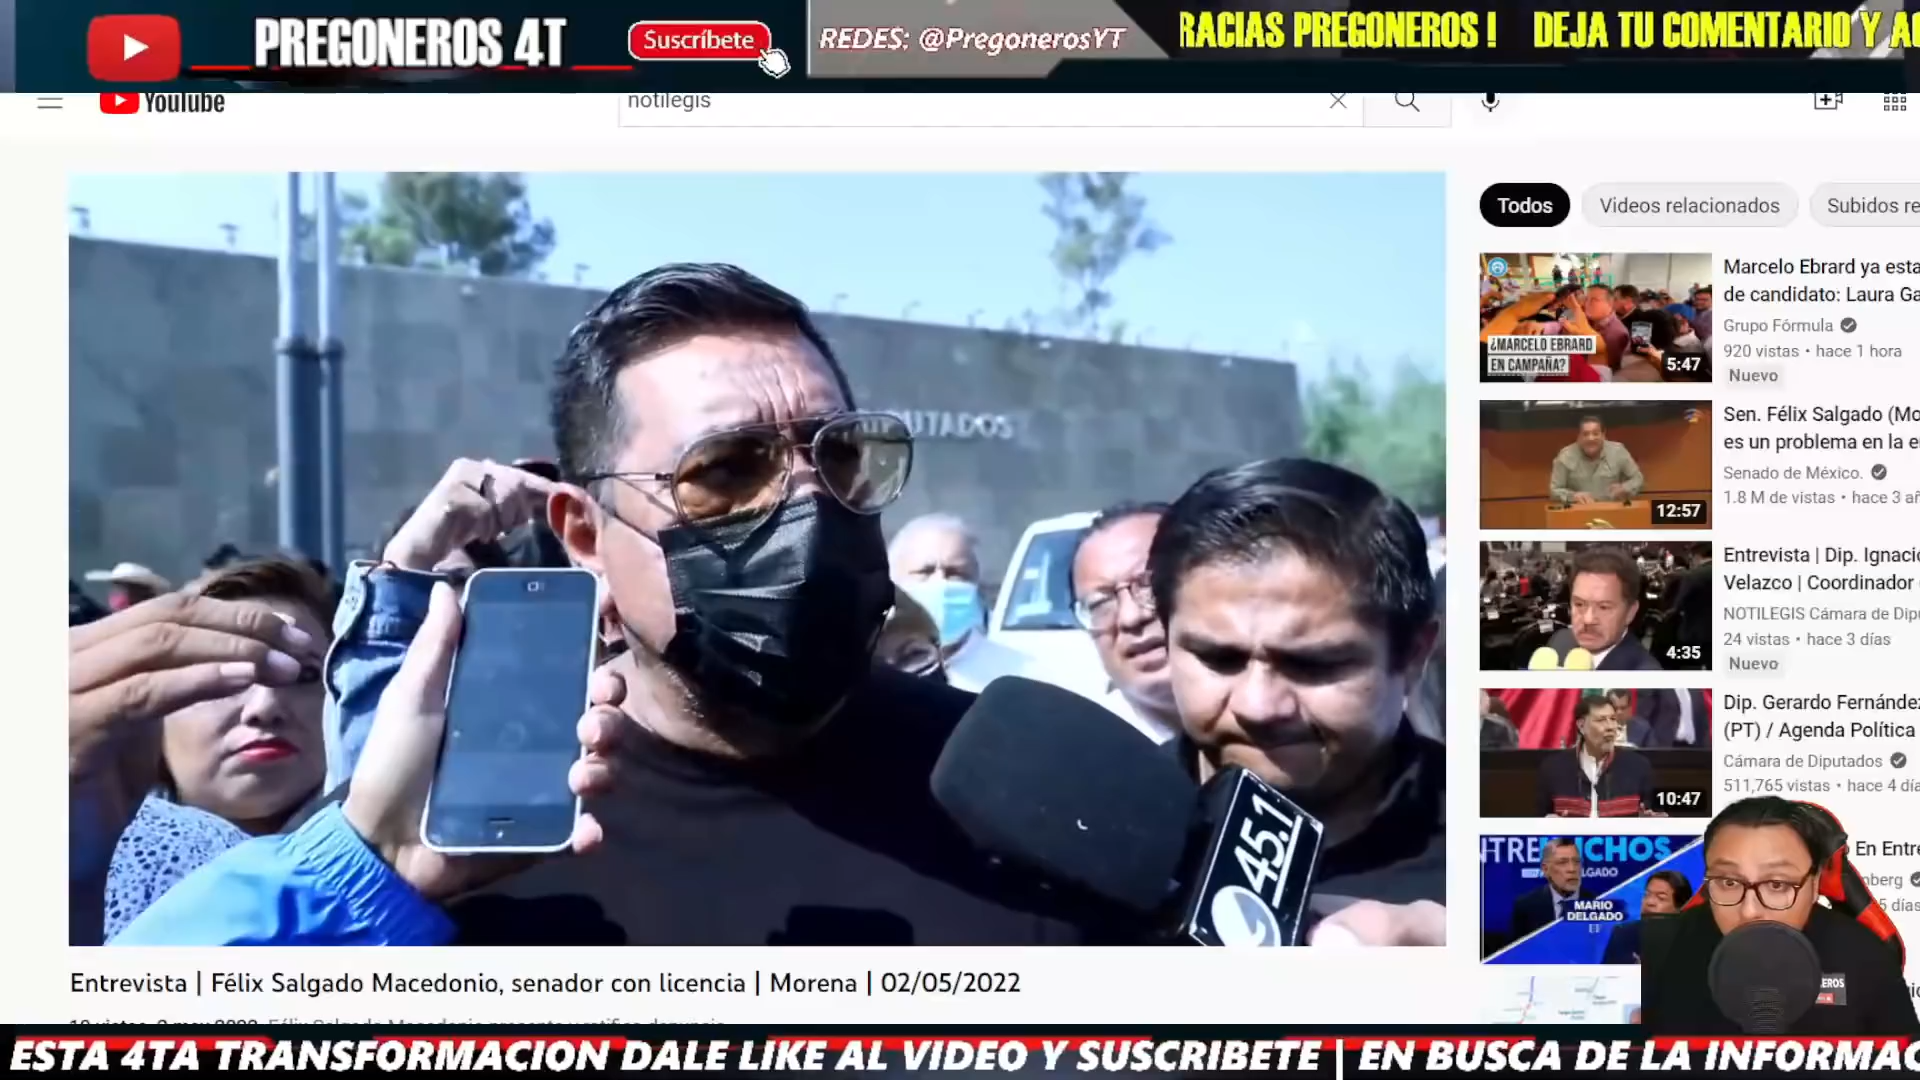 PREGONEROS 4T
Suscríbete
REDES: @PregonerosYT
RACIAS PREGONEROS !
DEJA TU COMENTARIO Y
YouTube
notilegis
UTADOS
45.1
Entrevista | Félix Salgado Macedonio, senador con licencia | Morena | 02/05/2022
Todos
Videos relacionados
Subidos re
¿MARCELO EBRARD
EN CAMPAÑA?
5:47
Marcelo Ebrard ya esta
de candidato: Laura Ga
Grupo Fórmula
920 vistas • hace 1 hora
Nuevo
12:57
Sen. Félix Salgado (Mo
es un problema en la e
Senado de México.
1.8 M de vistas • hace 3 añ
4:35
Entrevista | Dip. Ignacio
Velazco | Coordinador
NOTILEGIS Cámara de Dip
24 vistas • hace 3 días
Nuevo
10:47
Dip. Gerardo Fernández
(PT) / Agenda Política
Cámara de Diputados
511,765 vistas • hace 4 día
MARIO
DELGADO
En Entre
nberg
5 días
EROS
ESTA 4TA TRANSFORMACION DALE LIKE AL VIDEO Y SUSCRIBETE | EN BUSCA DE LA INFORMAC